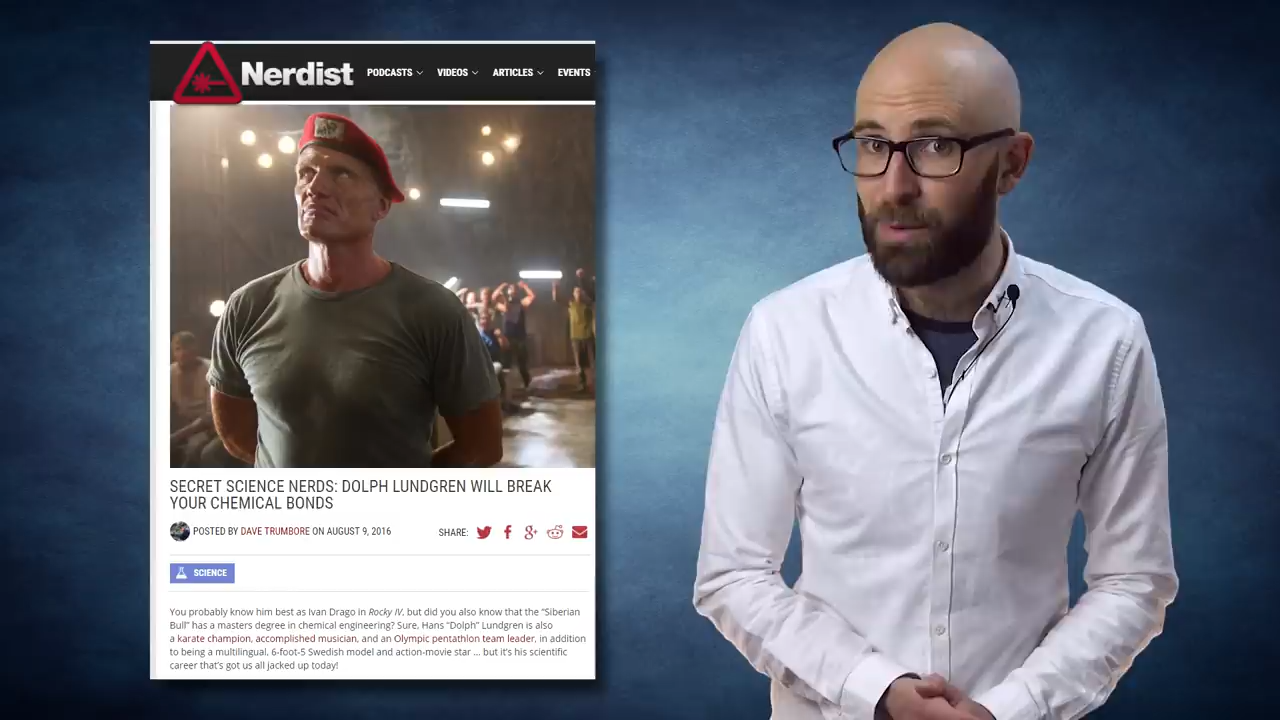 Nerdist
PODCASTS VIDEOS ARTICLES EVENTS
SECRET SCIENCE NERDS: DOLPH LUNDGREN WILL BREAK
YOUR CHEMICAL BONDS
POSTED BY DAVE TRUMBORE ON AUGUST 9, 2016
SHARE:
SCIENCE
You probably know him best as Ivan Drago in Rocky IV, but did you also know that the "Siberian
Bull" has a masters degree in chemical engineering? Sure, Hans "Dolph" Lundgren is also
a karate champion, accomplished musician, and an Olympic pentathlon team leader, in addition
to being a multilingual, 6-foot-5 Swedish model and action-movie star ... but it's his scientific
career that's got us all jacked up today!